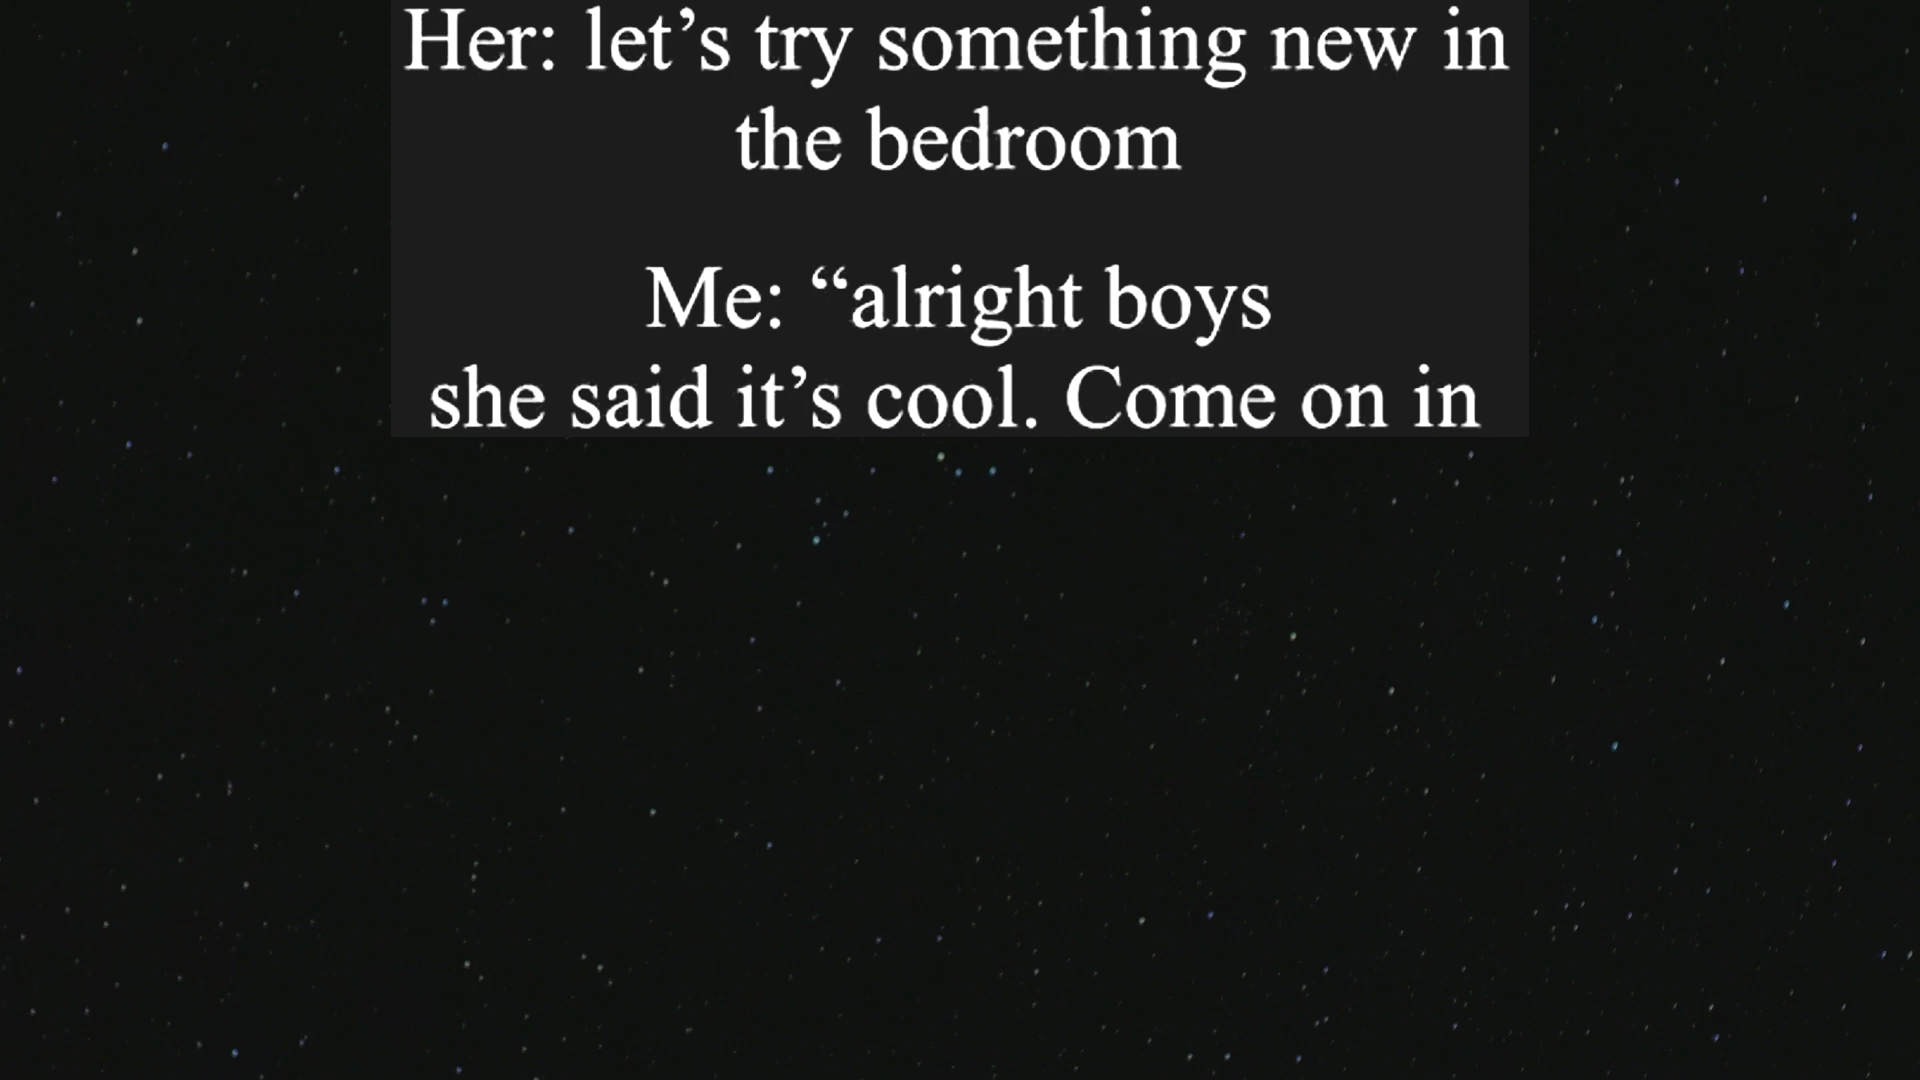 Her: let’s try something new in
the bedroom
Me: “alright boys
she said it’s cool. Come on in